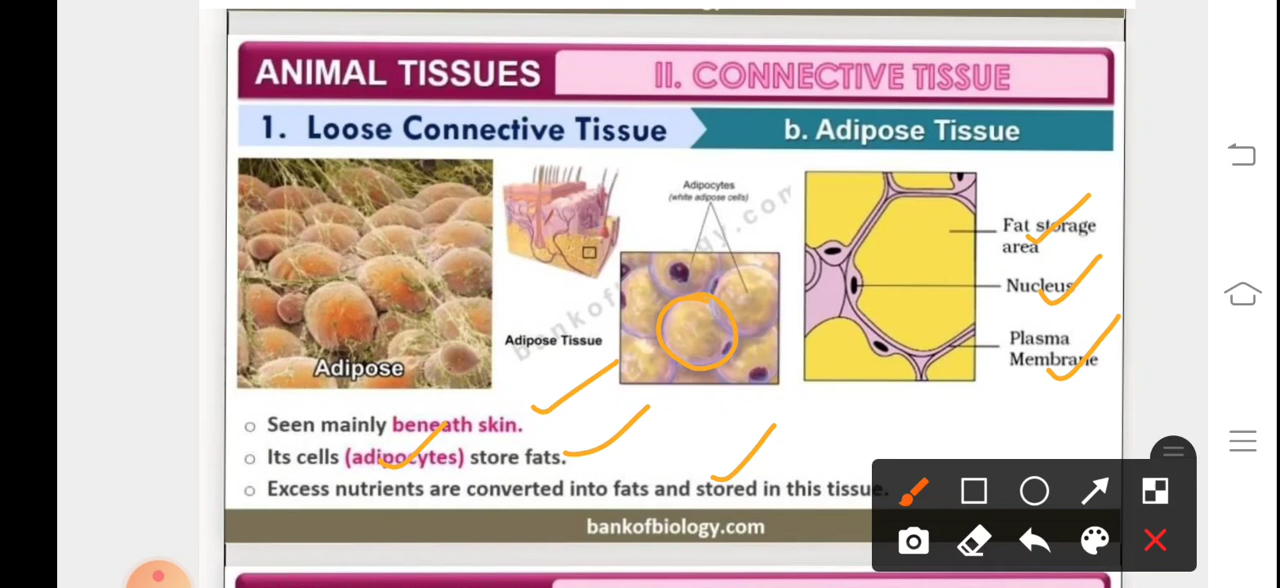 ANIMAL TISSUES
II. CONNECTIVE TISSUE
1. Loose Connective Tissue
b. Adipose Tissue
Adipose
Adipose Tissue
Adipocytes
(white adipose cells)
Fat storage
area
Nucleus
Plasma
Membrane
○ Seen mainly beneath skin.
○ Its cells (adipocytes) store fats.
○ Excess nutrients are converted into fats and stored in this tissue.
bankofbiology.com